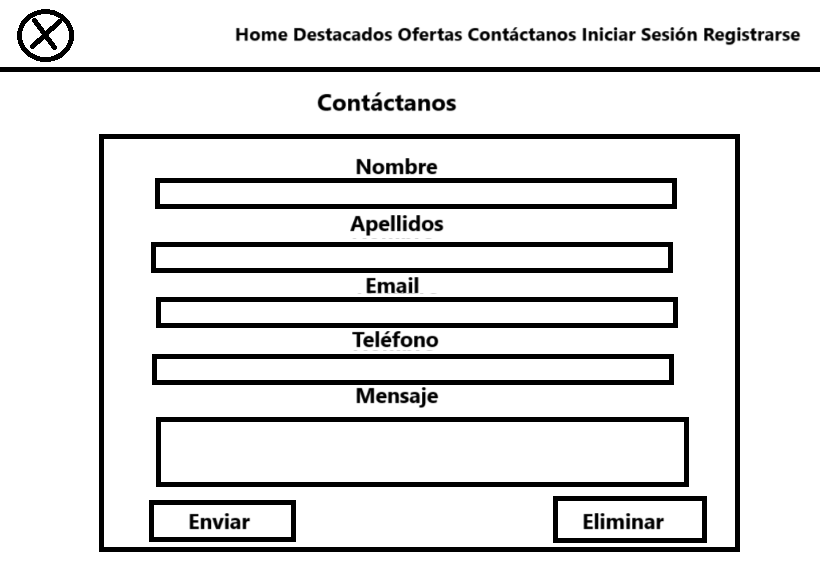 Home Destacados Ofertas Contáctanos Iniciar Sesión Registrarse
Contáctanos
Nombre
Apellidos
Email
Teléfono
Mensaje
Enviar Eliminar